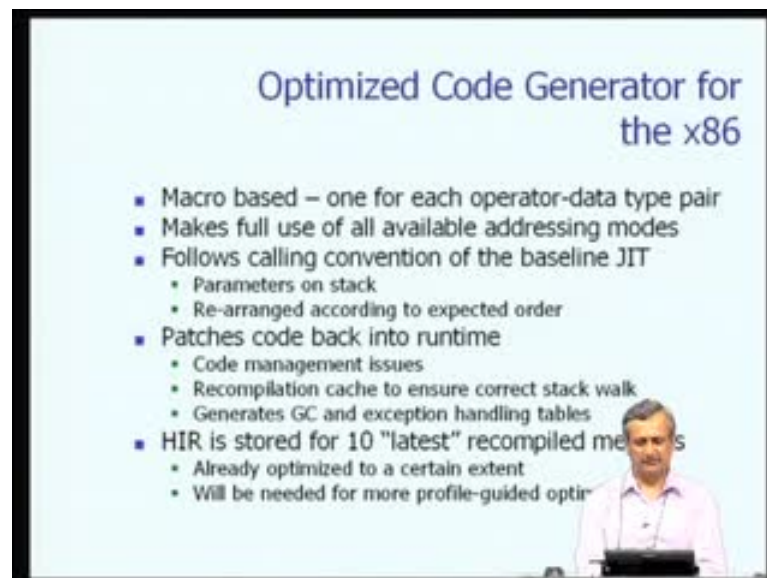 Optimized Code Generator for
the x86
Macro based – one for each operator-data type pair
Makes full use of all available addressing modes
Follows calling convention of the baseline JIT
Parameters on stack
Re-arranged according to expected order
Patches code back into runtime
Code management issues
Recompilation cache to ensure correct stack walk
Generates GC and exception handling tables
HIR is stored for 10 "latest" recompiled
Already optimized to a certain extent
Will be needed for more profile-guided